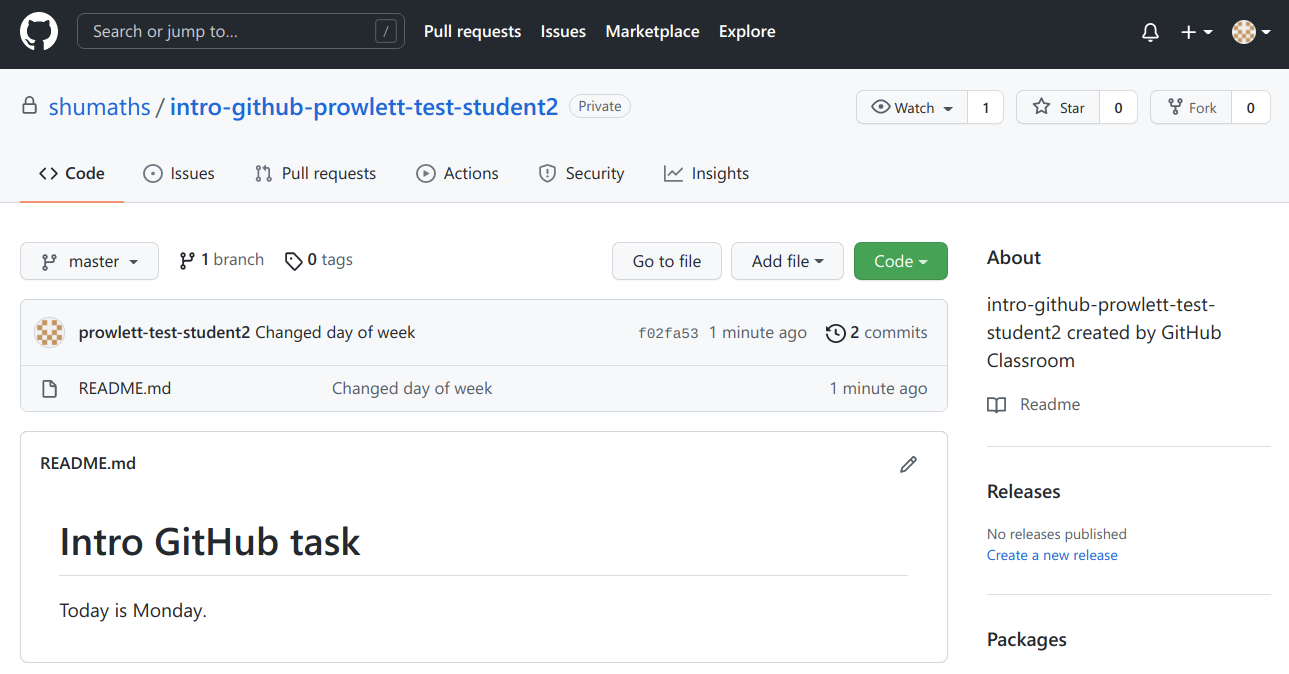 Search or jump to... / Pull requests Issues Marketplace Explore
shumaths / intro-github-prowlett-test-student2 Private Watch 1 Star 0 Fork 0
Code Issues Pull requests Actions Security Insights
master 1 branch 0 tags Go to file Add file Code
prowlett-test-student2 Changed day of week f02fa53 1 minute ago 2 commits
README.md Changed day of week 1 minute ago
README.md
Intro GitHub task
Today is Monday.
About
intro-github-prowlett-test-
student2 created by GitHub
Classroom
Readme
Releases
No releases published
Create a new release
Packages